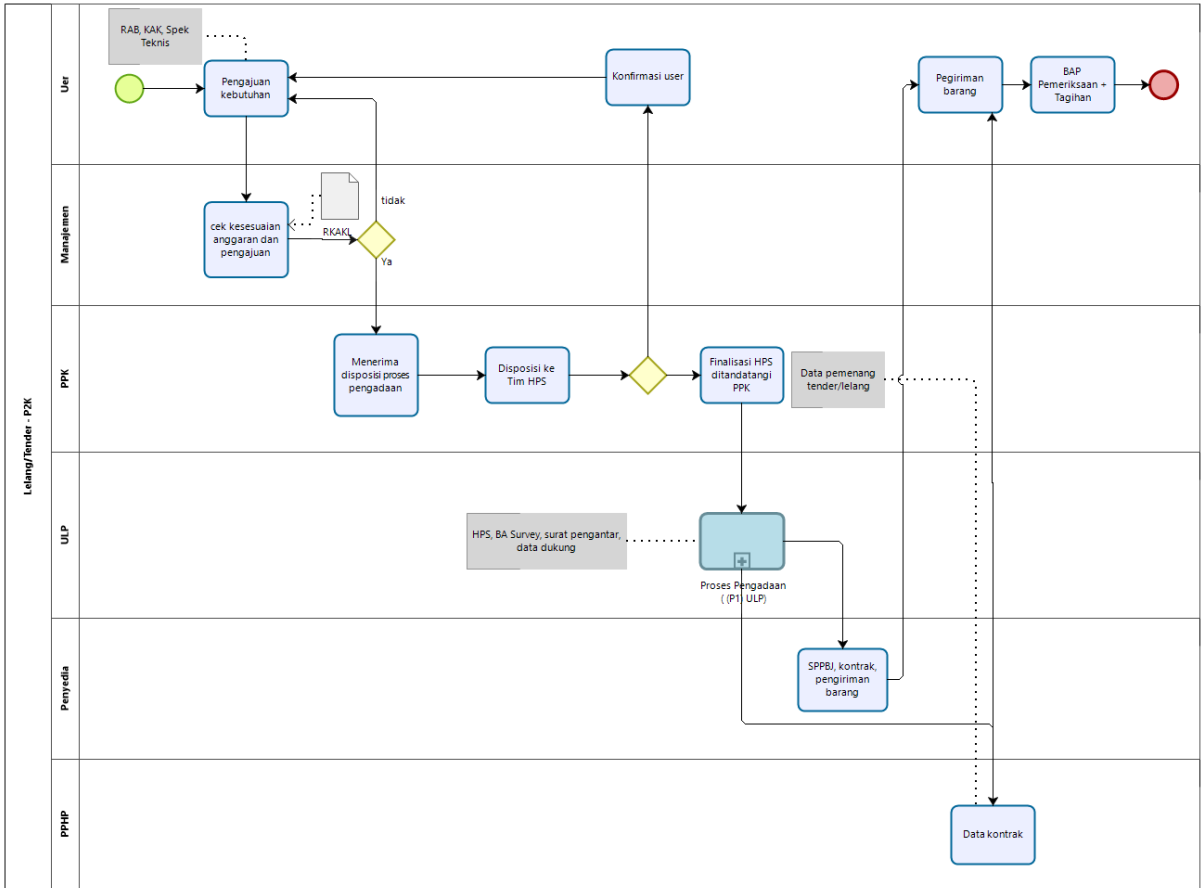 Lelang/Tender - P2K
Uer
RAB, KAK, Spek
Teknis
Pengajuan
kebutuhan
Konfirmasi user
Pegiriman
barang
BAP
Pemeriksaan +
Tagihan
Manajemen
cek kesesuaian
anggaran dan
pengajuan
RKAKL
tidak
Ya
PPK
Menerima
disposisi proses
pengadaan
Disposisi ke
Tim HPS
Finalisasi HPS
ditandatangi
PPK
Data pemenang
tender/lelang
ULP
HPS, BA Survey, surat pengantar,
data dukung
Proses Pengadaan
( (P1) ULP)
Penyedia
SPPBJ, kontrak,
pengiriman
barang
PPHP
Data kontrak